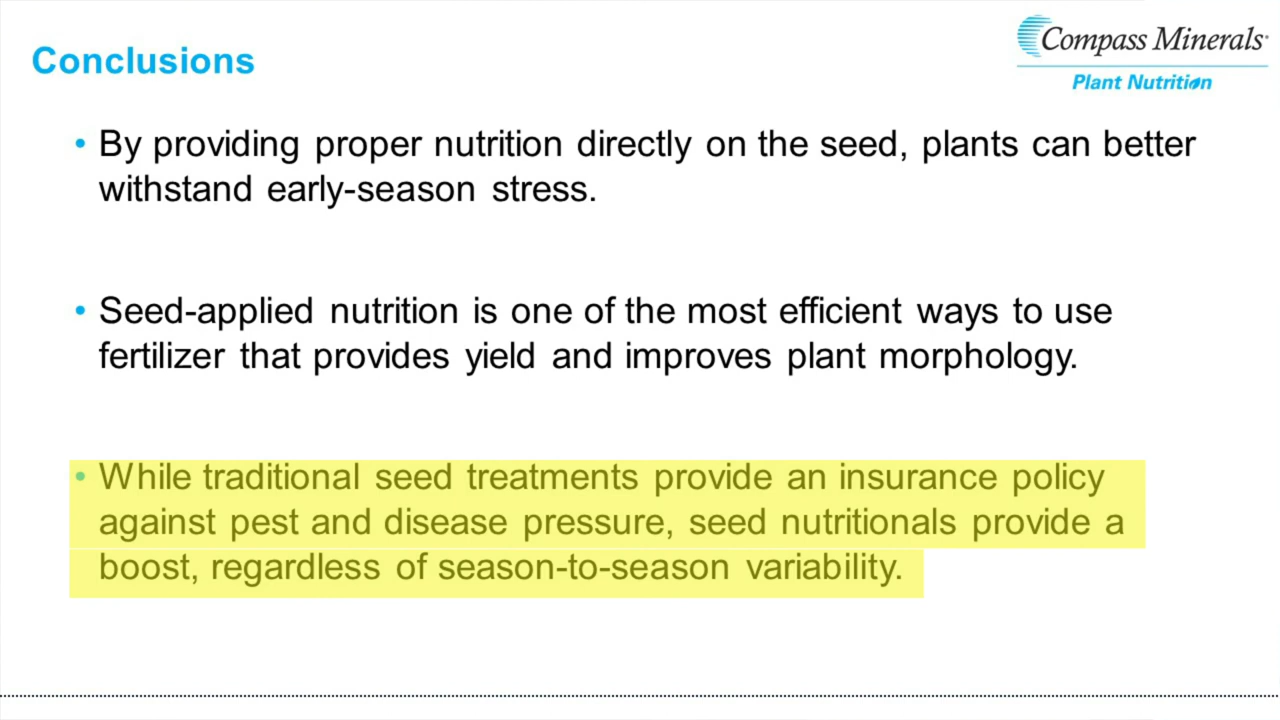 Conclusions
Compass Minerals
Plant Nutrition
• By providing proper nutrition directly on the seed, plants can better
withstand early-season stress.
• Seed-applied nutrition is one of the most efficient ways to use
fertilizer that provides yield and improves plant morphology.
• While traditional seed treatments provide an insurance policy
against pest and disease pressure, seed nutritionals provide a
boost, regardless of season-to-season variability.